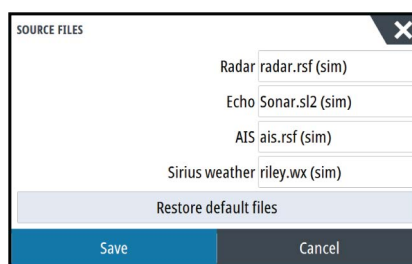 SOURCE FILES
Radar radar.rsf (sim)
Echo Sonar.sl2 (sim)
AIS ais.rsf (sim)
Sirius weather riley.wx (sim)
Restore default files
Save Cancel